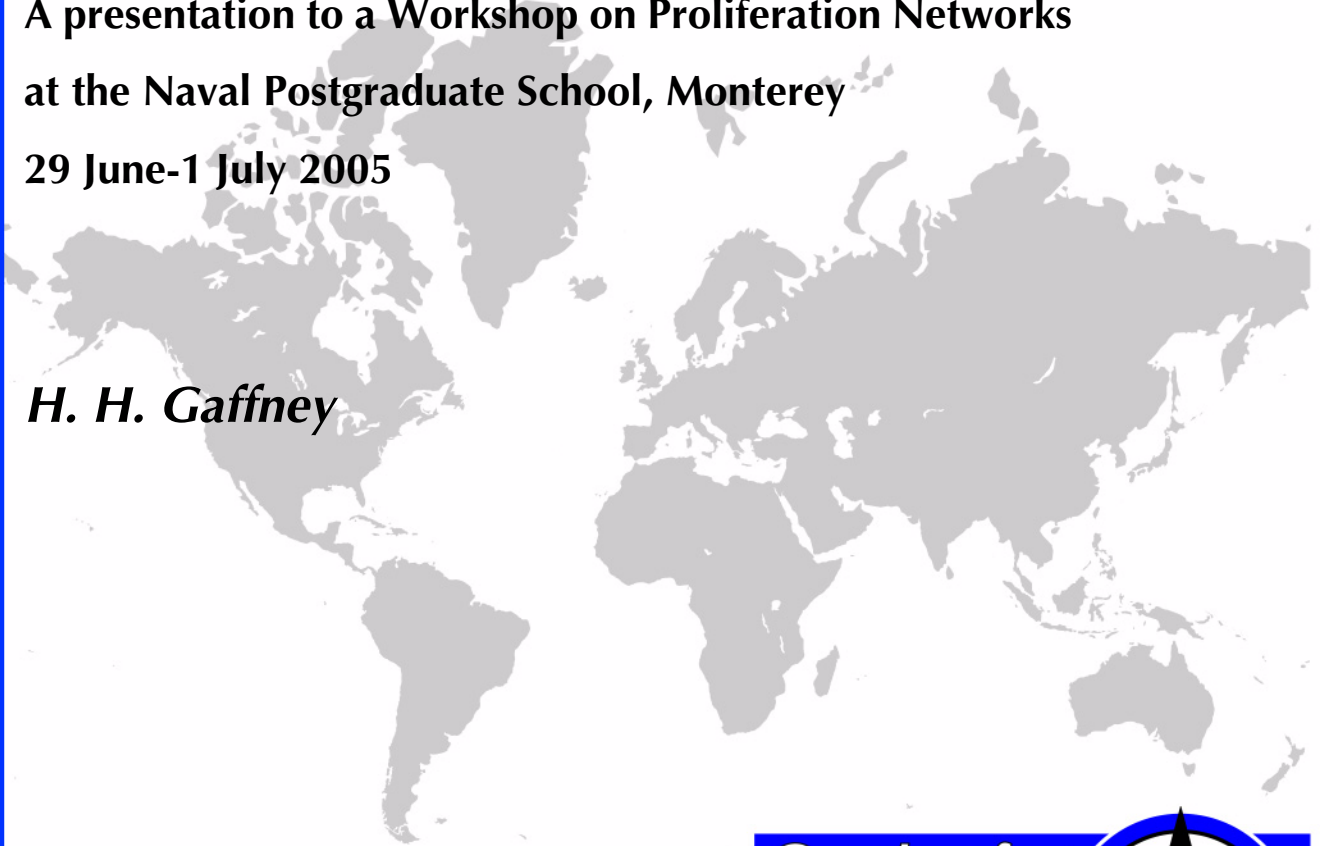 A presentation to a Workshop on Proliferation Networks
at the Naval Postgraduate School, Monterey
29 June-1 July 2005
H. H. Gaffney